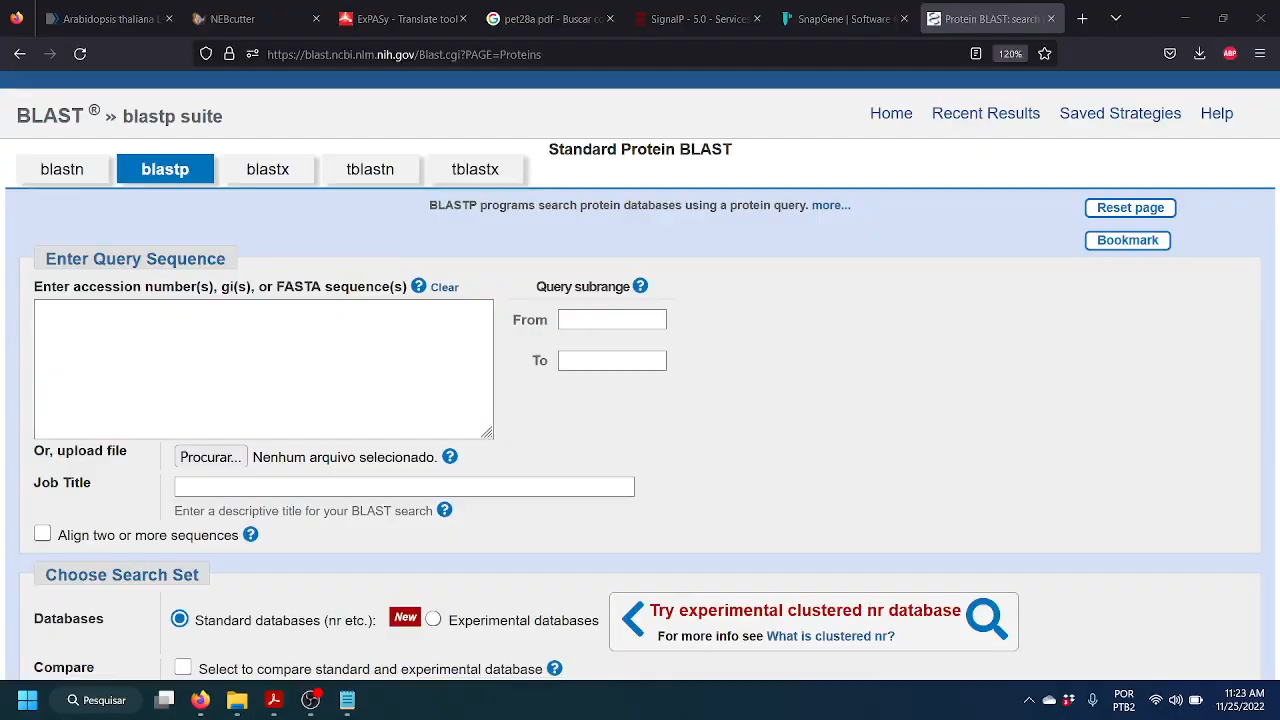 Addiopsis thaliana L
NEBcutter
ExPASy - Translate tool
pet28a pdf - Buscar co
SignalP - 5.0 - Services
SnapGene | Software
Protein BLAST: search
https://blast.ncbi.nlm.nih.gov/Blast.cgi?PAGE=Proteins
120%
ABP
BLAST ® » blastp suite
Home Recent Results Saved Strategies Help
Standard Protein BLAST
blastn blastp blastx tblastn tblastx
BLASTP programs search protein databases using a protein query. more...
Reset page
Bookmark
Enter Query Sequence
Enter accession number(s), gi(s), or FASTA sequence(s) ? Clear
Query subrange ?
From
To
Or, upload file Procurar... Nenhum arquivo selecionado. ?
Job Title
Enter a descriptive title for your BLAST search ?
Align two or more sequences ?
Choose Search Set
Databases Standard databases (nr etc.): New Experimental databases
Try experimental clustered nr database
For more info see What is clustered nr?
Compare Select to compare standard and experimental database ?
Pesquisar
POR
PTB2
11:23 AM
11/25/2022